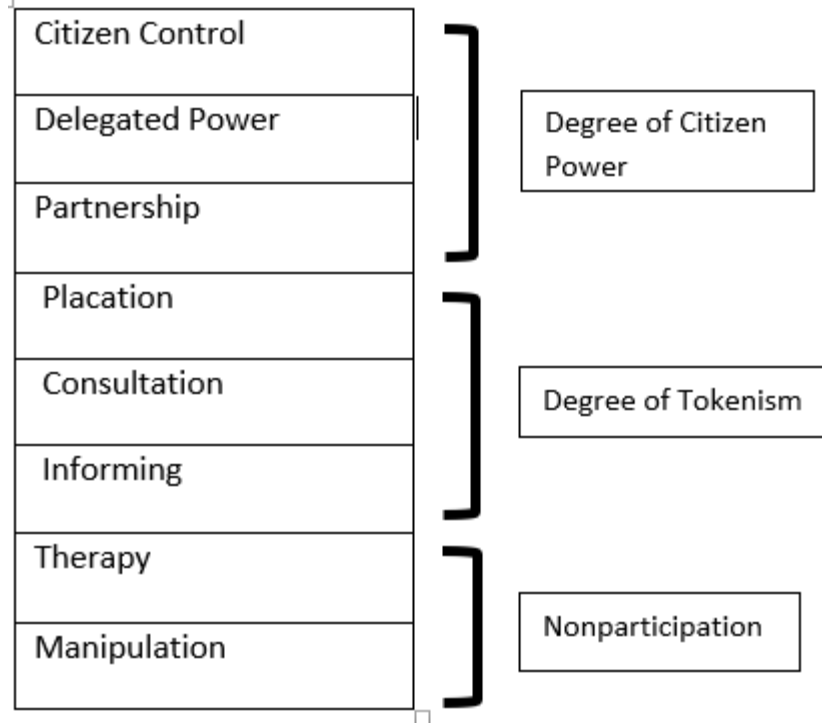 Citizen Control
Delegated Power
Partnership
Placation
Consultation
Informing
Therapy
Manipulation
Degree of Citizen
Power
Degree of Tokenism
Nonparticipation